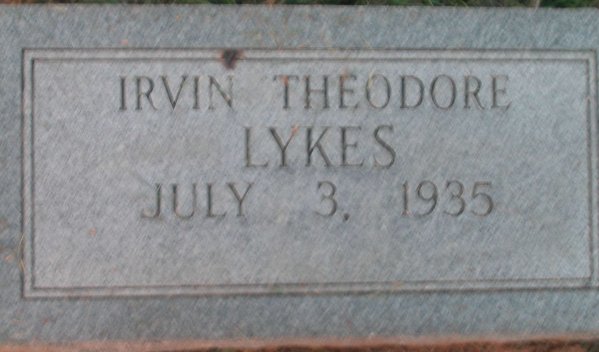 IRVIN THEODORE
LYKES
JULY 3, 1935